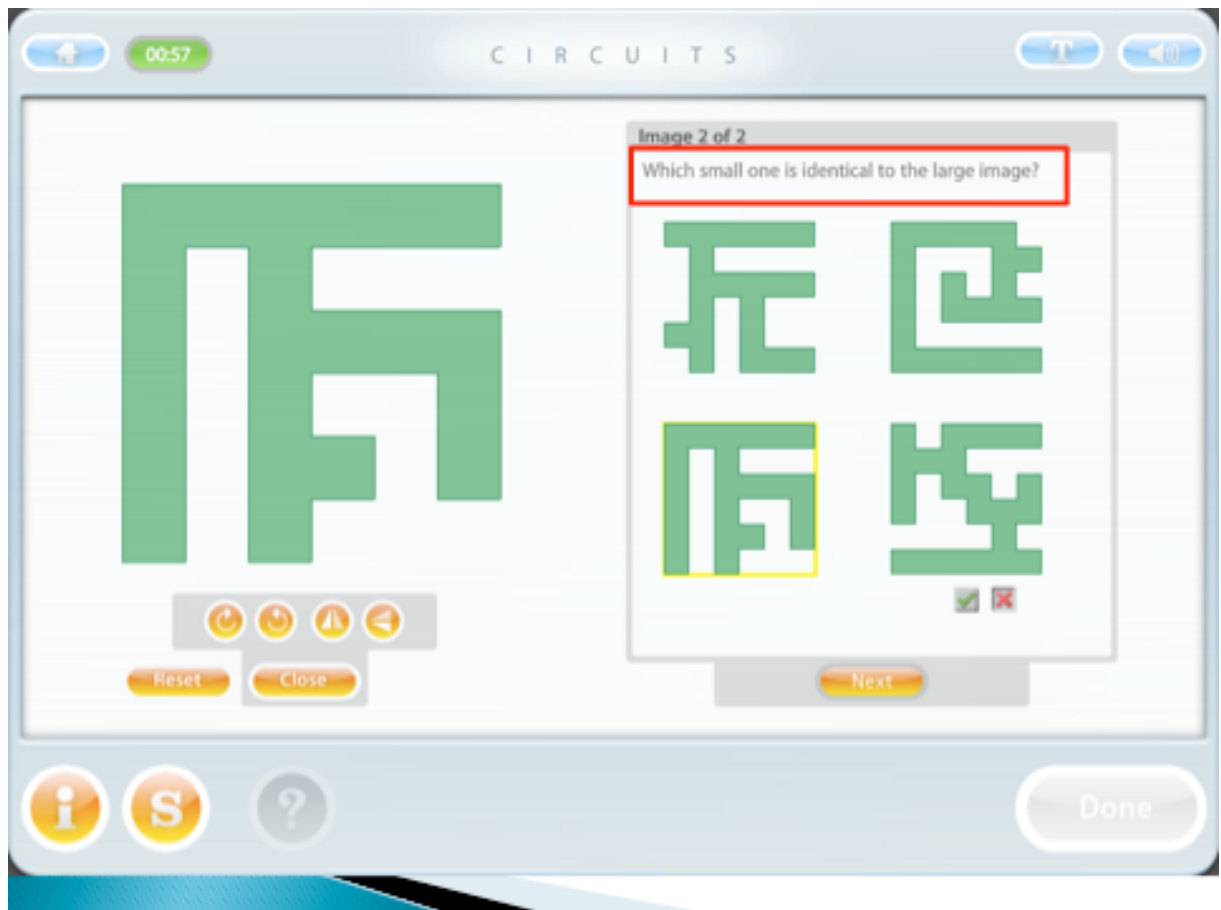 00:57
CIRCUITS
T
Image 2 of 2
Which small one is identical to the large image?
Reset
Close
Next
i
S
?
Done